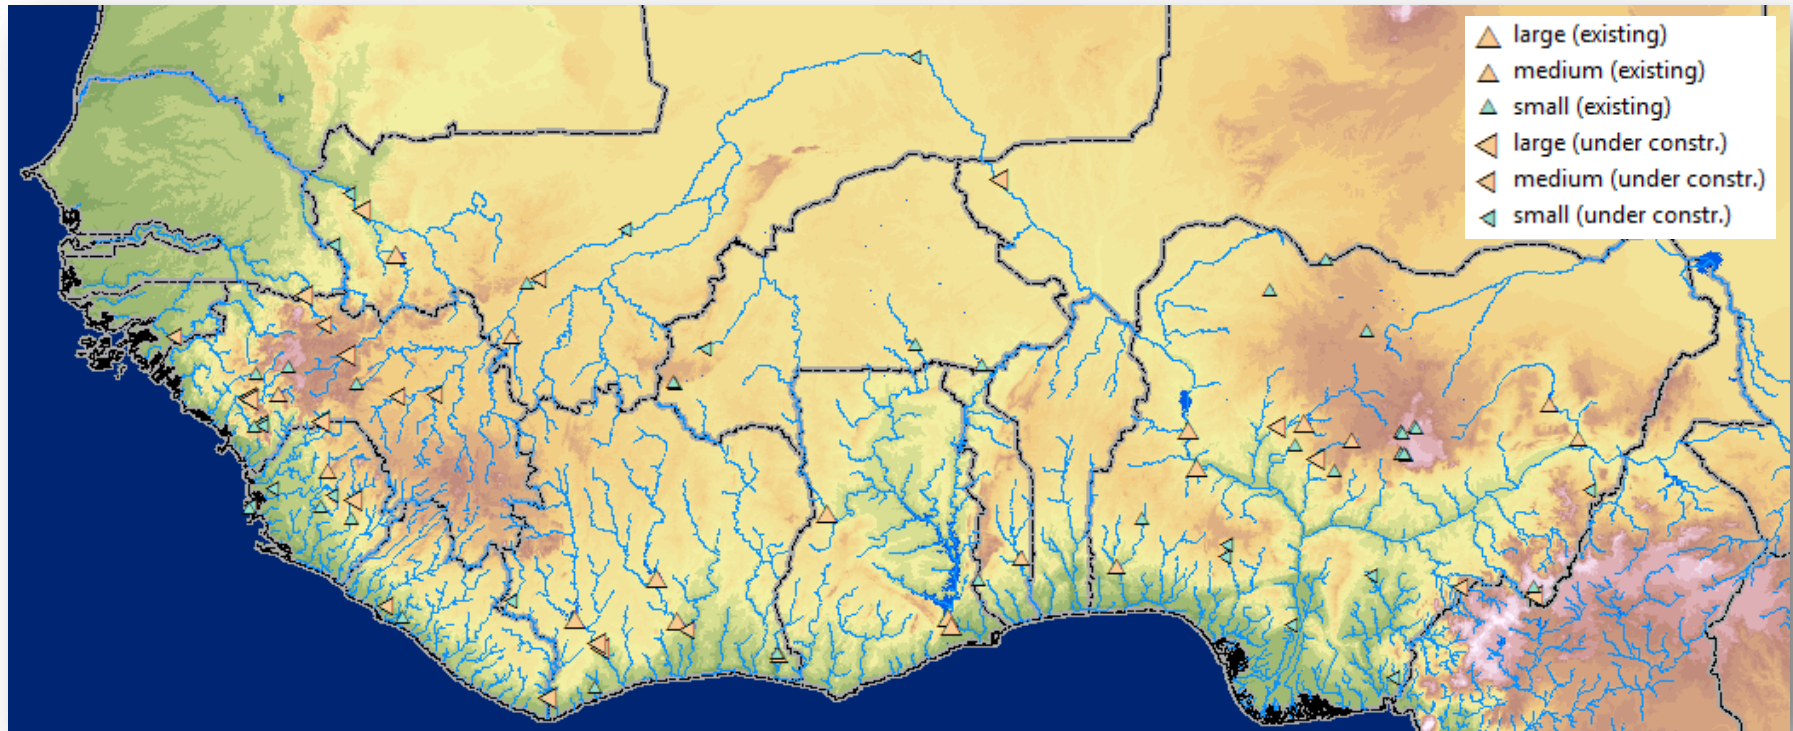 large (existing)
medium (existing)
small (existing)
large (under constr.)
medium (under constr.)
small (under constr.)